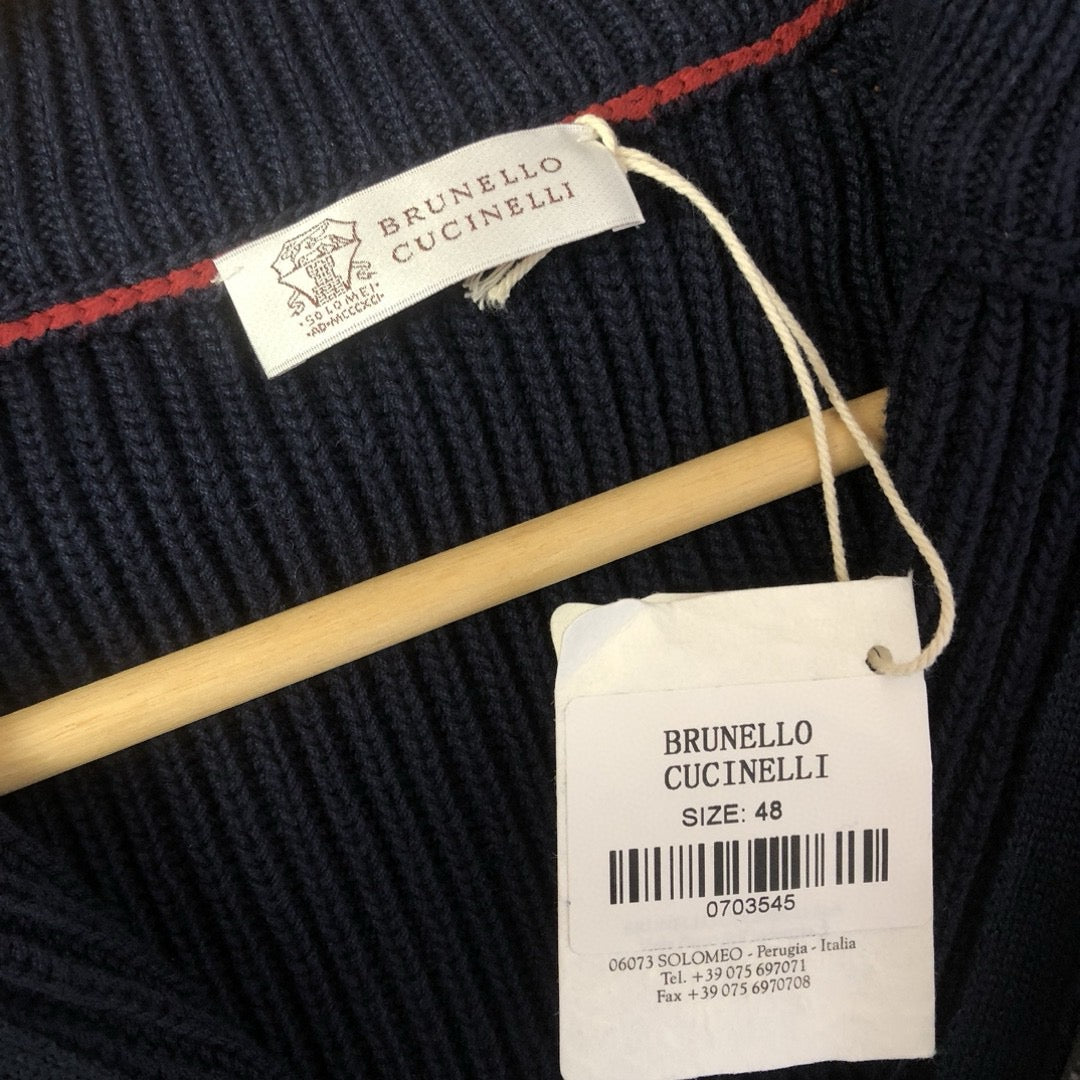 BRUNELLO
CUCINELLI
·SOLOMEI·
·AD·MCCCXCI·
BRUNELLO
CUCINELLI
SIZE: 48
0703545
06073 SOLOMEO - Perugia - Italia
Tel. +39 075 697071
Fax +39 075 6970708